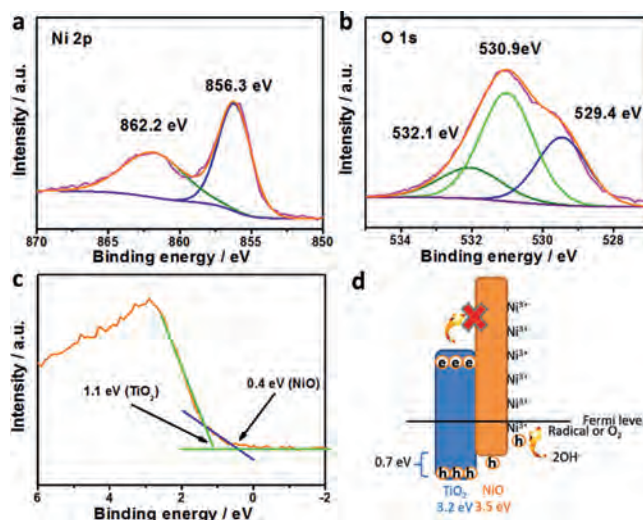 a
Ni 2p
856.3 eV
862.2 eV
Intensity / a.u.
870 865 860 855 850
Binding energy / eV
b
O 1s
530.9eV
532.1eV
529.4 eV
Intensity / a.u.
534 532 530 528
Binding energy / eV
c
Intensity / a.u.
1.1 eV (TiO₂)
0.4 eV (NiO)
6 4 2 0 -2
Binding energy / eV
d
Ni³⁺
Ni³⁺
Ni³⁺
Ni³⁺
Ni³⁺
Ni³⁺
e e e
Fermi level
Radical or O₂
2OH⁻
h
h
0.7 eV
h h h
TiO₂ NiO
3.2 eV 3.5 eV